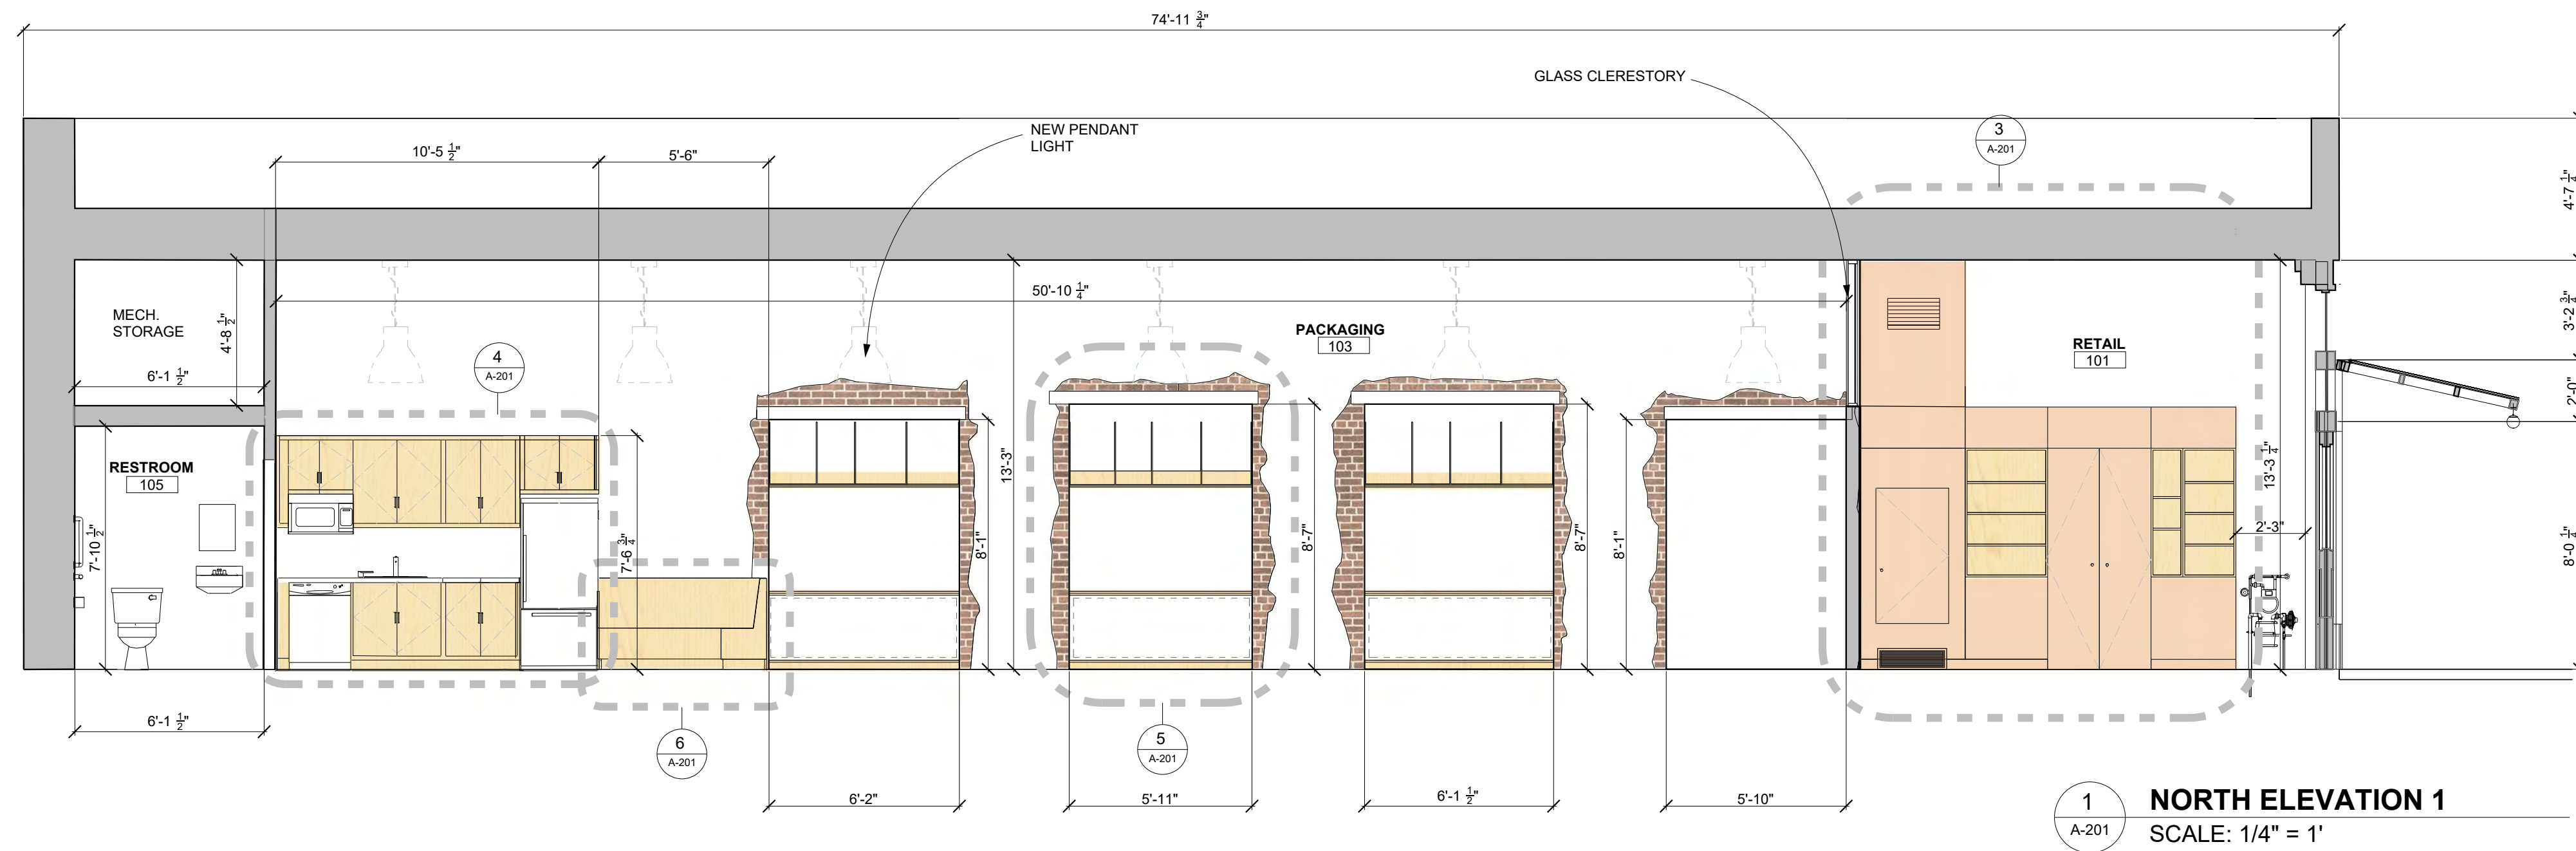 74'-11 3/4"
GLASS CLERESTORY
NEW PENDANT
LIGHT
3
A-201
10'-5 1/2"
5'-6"
4'-7 1/4"
50'-10 1/4"
MECH.
STORAGE
4'-8 1/2"
6'-1 1/2"
PACKAGING
103
RETAIL
101
3'-2 3/4"
2'-0"
4
A-201
RESTROOM
105
7'-10 1/2"
7'-6 3/4"
8'-1"
13'-3"
8'-7"
8'-7"
8'-1"
13'-3 1/4"
2'-3"
8'-0 1/4"
6'-1 1/2"
6
A-201
5
A-201
6'-2"
5'-11"
6'-1 1/2"
5'-10"
1
A-201
NORTH ELEVATION 1
SCALE: 1/4" = 1'